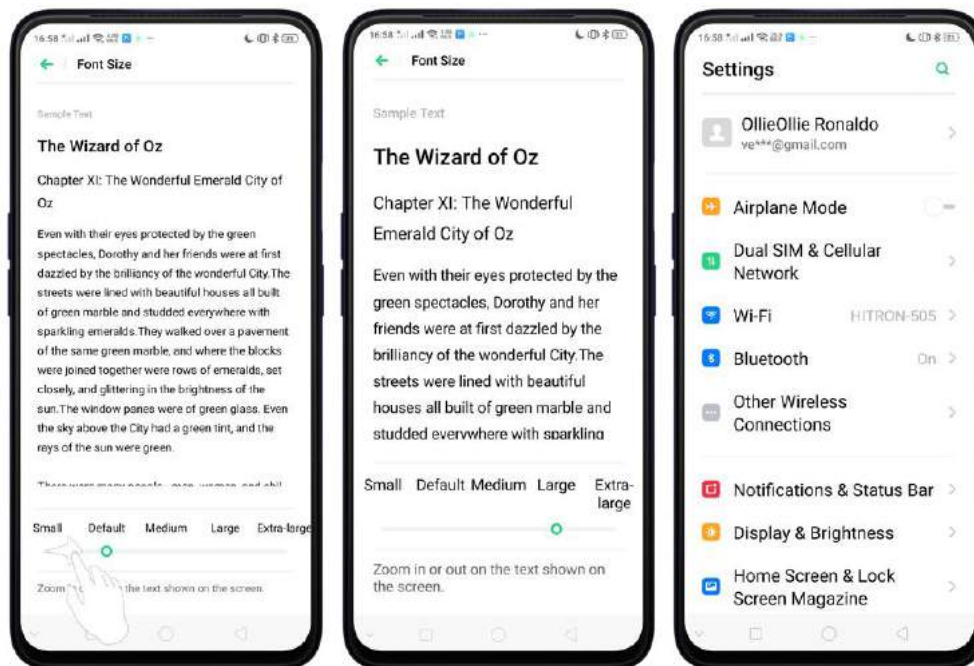 16:58
Font Size
Sample Text
The Wizard of Oz
Chapter XI: The Wonderful Emerald City of
Oz
Even with their eyes protected by the green
spectacles, Dorothy and her friends were at first
dazzled by the brilliancy of the wonderful City.The
streets were lined with beautiful houses all built
of green marble and studded everywhere with
sparkling emeralds.They walked over a pavement
of the same green marble, and where the blocks
were joined together were rows of emeralds, set
closely, and glittering in the brightness of the
sun.The window panes were of green glass. Even
the sky above the City had a green tint, and the
rays of the sun were green.
Small Default Medium Large Extra-large
Zoom in the text shown on the screen.
16:58
Font Size
Sample Text
The Wizard of Oz
Chapter XI: The Wonderful
Emerald City of Oz
Even with their eyes protected by the
green spectacles, Dorothy and her
friends were at first dazzled by the
brilliancy of the wonderful City.The
streets were lined with beautiful
houses all built of green marble and
studded everywhere with sparkling
Small Default Medium Large Extra-
large
Zoom in or out on the text shown on
the screen.
16:58
Settings
OllieOllie Ronaldo
ve***@gmail.com
Airplane Mode
Dual SIM & Cellular
Network
Wi-Fi HITRON-505
Bluetooth On
Other Wireless
Connections
Notifications & Status Bar
Display & Brightness
Home Screen & Lock
Screen Magazine